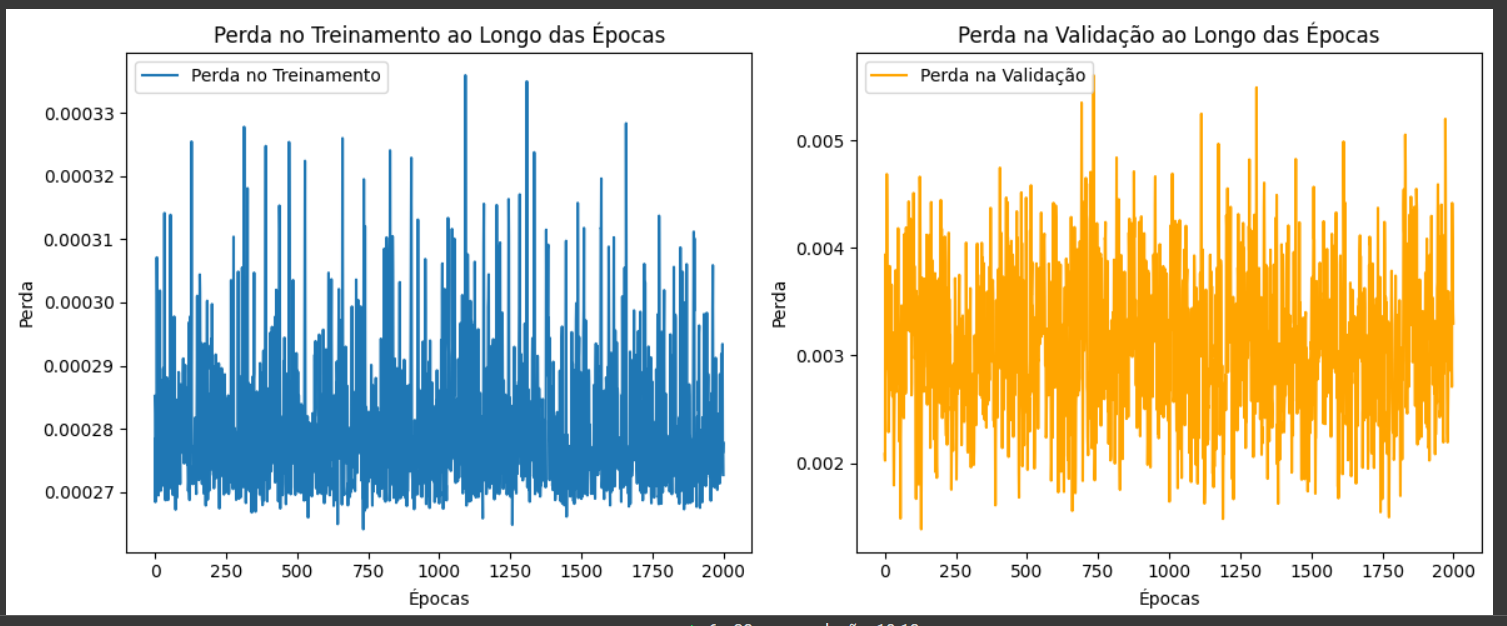 Perda no Treinamento ao Longo das Épocas
Perda no Treinamento
0.00033
0.00032
0.00031
0.00030
0.00029
0.00028
0.00027
Perda
0 250 500 750 1000 1250 1500 1750 2000
Épocas
Perda na Validação ao Longo das Épocas
Perda na Validação
0.005
0.004
0.003
0.002
Perda
0 250 500 750 1000 1250 1500 1750 2000
Épocas